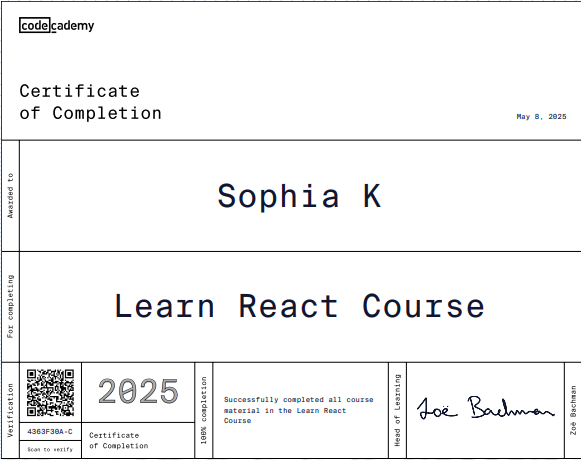 codecademy
Certificate
of Completion
May 8, 2025
Awarded to
Sophia K
For completing
Learn React Course
Verification
4363F30A-C
Scan to verify
2025
Certificate
of Completion
100% completion
Successfully completed all course
material in the Learn React
Course
Head of Learning
Zoë Bachman
Zoë Bachman